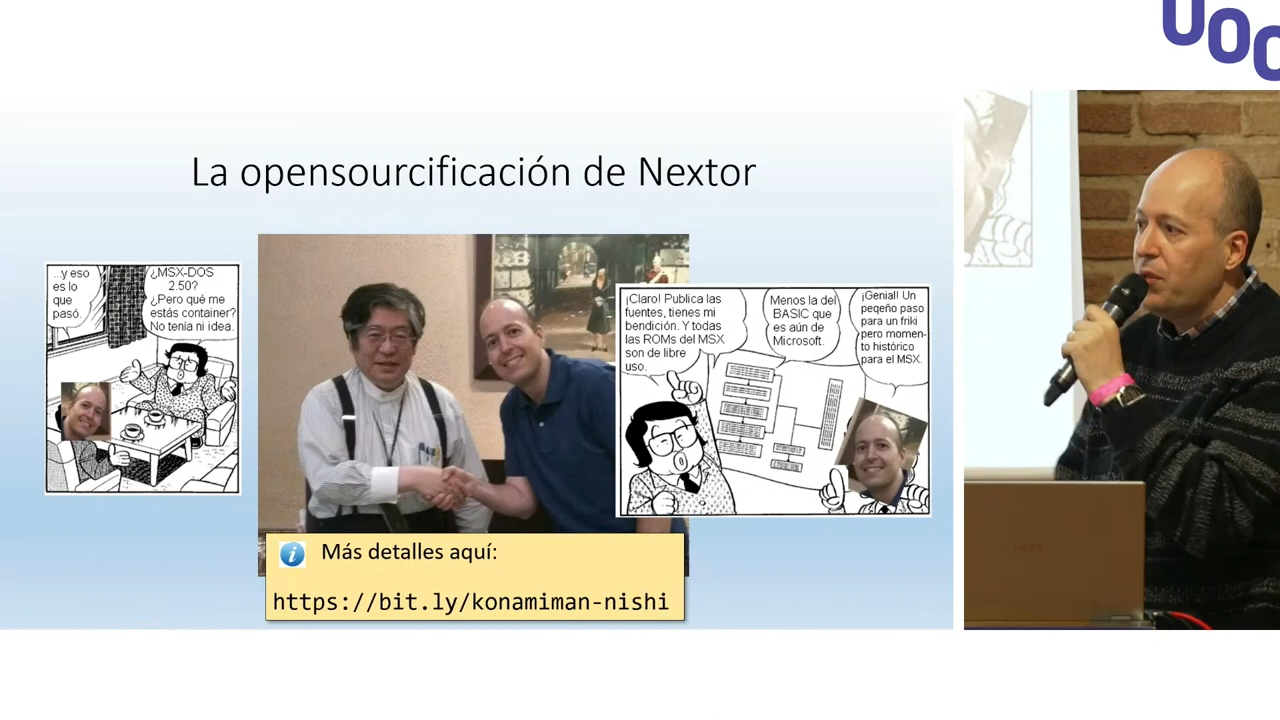 UOC
La opensourcificación de Nextor
...y eso
es lo
que
pasó.
¿MSX-DOS
2.50?
¿Pero qué me
estás container?
No tenía ni idea.
¡Claro! Publica las
fuentes, tienes mi
bendición. Y todas
las ROMs del MSX
son de libre
uso.
Menos la del
BASIC que
es aún de
Microsoft.
¡Genial! Un
peqeño paso
para un friki
pero momen-
to histórico
para el MSX.
i
Más detalles aquí:
https://bit.ly/konamiman-nishi